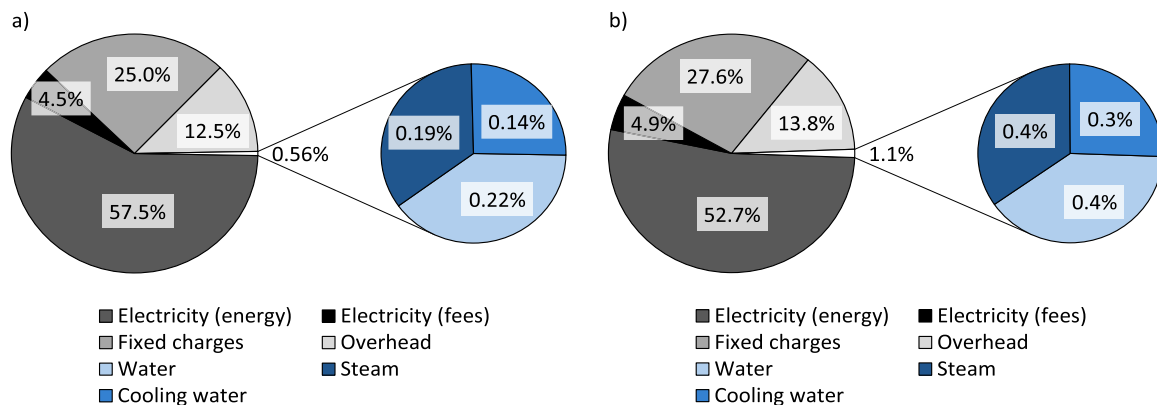 a)
25.0%
4.5%
12.5%
57.5%
0.56%
0.19%
0.14%
0.22%
Electricity (energy)
Electricity (fees)
Fixed charges
Overhead
Water
Steam
Cooling water
b)
27.6%
4.9%
13.8%
52.7%
1.1%
0.4%
0.3%
0.4%
Electricity (energy)
Electricity (fees)
Fixed charges
Overhead
Water
Steam
Cooling water